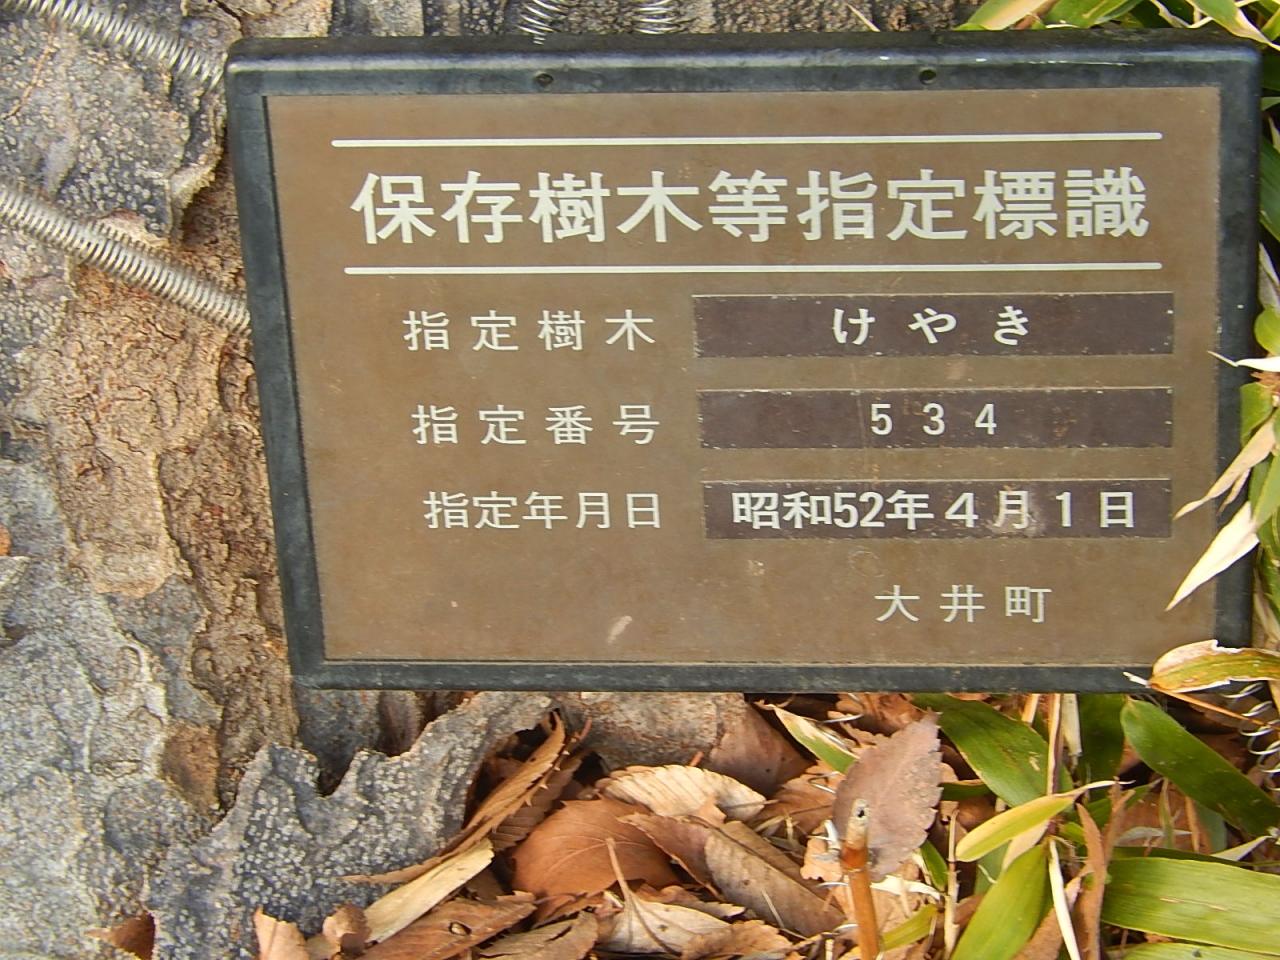 保存樹木等指定標識
指定樹木 けやき
指定番号 534
指定年月日 昭和52年4月1日
大井町